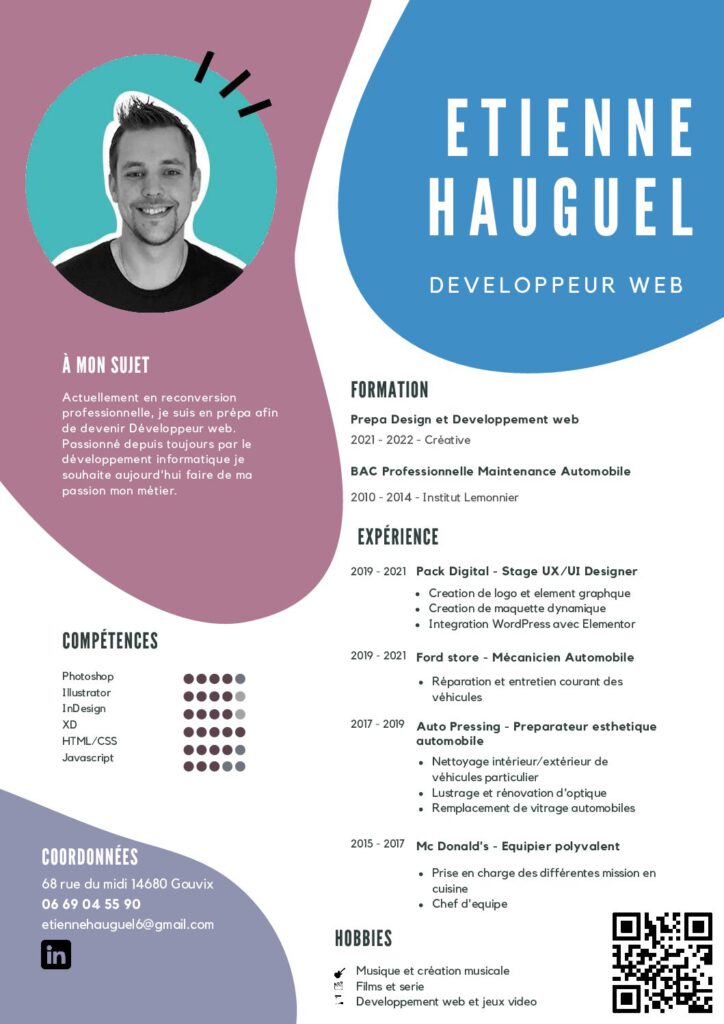 ETIENNE
HAUGUEL
DEVELOPPEUR WEB
À MON SUJET
Actuellement en reconversion
professionnelle, je suis en prépa afin
de devenir Développeur web.
Passionné depuis toujours par le
développement informatique je
souhaite aujourd'hui faire de ma
passion mon métier.
COMPÉTENCES
Photoshop
Illustrator
InDesign
XD
HTML/CSS
Javascript
COORDONNÉES
68 rue du midi 14680 Gouvix
06 69 04 55 90
etiennehauguel6@gmail.com
in
FORMATION
Prepa Design et Developpement web
2021 - 2022 - Créative
BAC Professionnelle Maintenance Automobile
2010 - 2014 - Institut Lemonnier
EXPÉRIENCE
2019 - 2021 Pack Digital - Stage UX/UI Designer
• Creation de logo et element graphque
• Creation de maquette dynamique
• Integration WordPress avec Elementor
2019 - 2021 Ford store - Mécanicien Automobile
• Réparation et entretien courant des
véhicules
2017 - 2019 Auto Pressing - Preparateur esthetique
automobile
• Nettoyage intérieur/extérieur de
véhicules particulier
• Lustrage et rénovation d'optique
• Remplacement de vitrage automobiles
2015 - 2017 Mc Donald's - Equipier polyvalent
• Prise en charge des différentes mission en
cuisine
• Chef d'equipe
HOBBIES
Musique et création musicale
Films et serie
Developpement web et jeux video